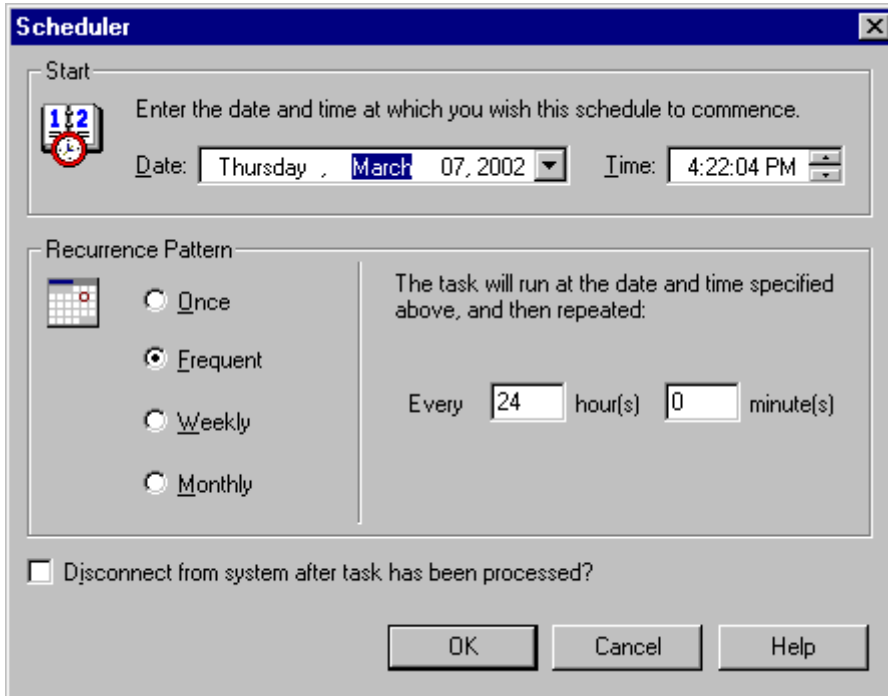 Scheduler
Start
1 2
Enter the date and time at which you wish this schedule to commence.
Date: Thursday , March 07, 2002 Time: 4:22:04 PM
Recurrence Pattern
Once
Frequent
Weekly
Monthly
The task will run at the date and time specified
above, and then repeated:
Every 24 hour(s) 0 minute(s)
Disconnect from system after task has been processed?
OK Cancel Help